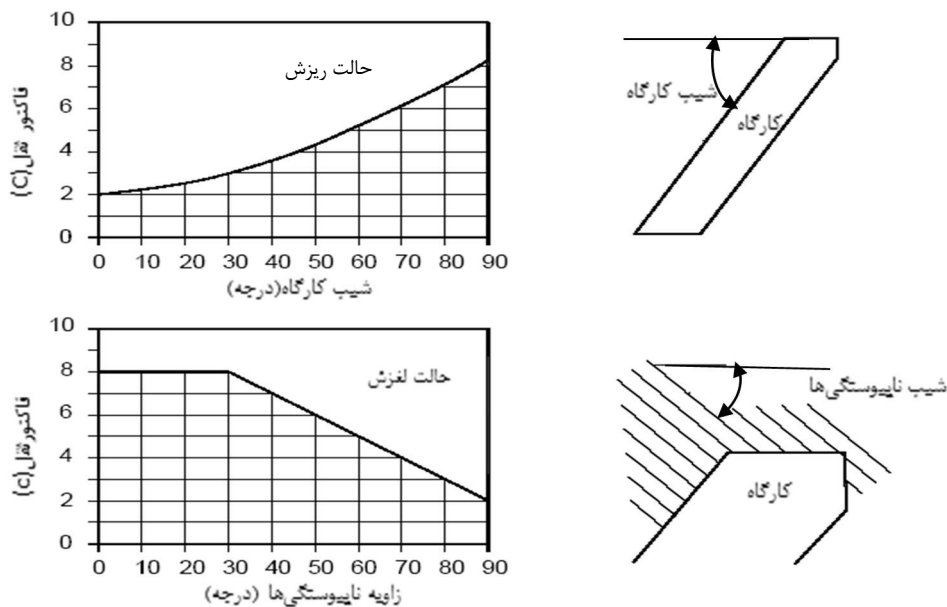 10
8
6
4
2
0
فاکتور ثقل(C)
حالت ریزش
0 10 20 30 40 50 60 70 80 90
شیب کارگاه(درجه)
شیب کارگاه
کارگاه
10
8
6
4
2
0
فاکتورثقل(c)
حالت لغزش
0 10 20 30 40 50 60 70 80 90
زاویه ناپیوستگی‌ها (درجه)
شیب ناپیوستگی‌ها
کارگاه